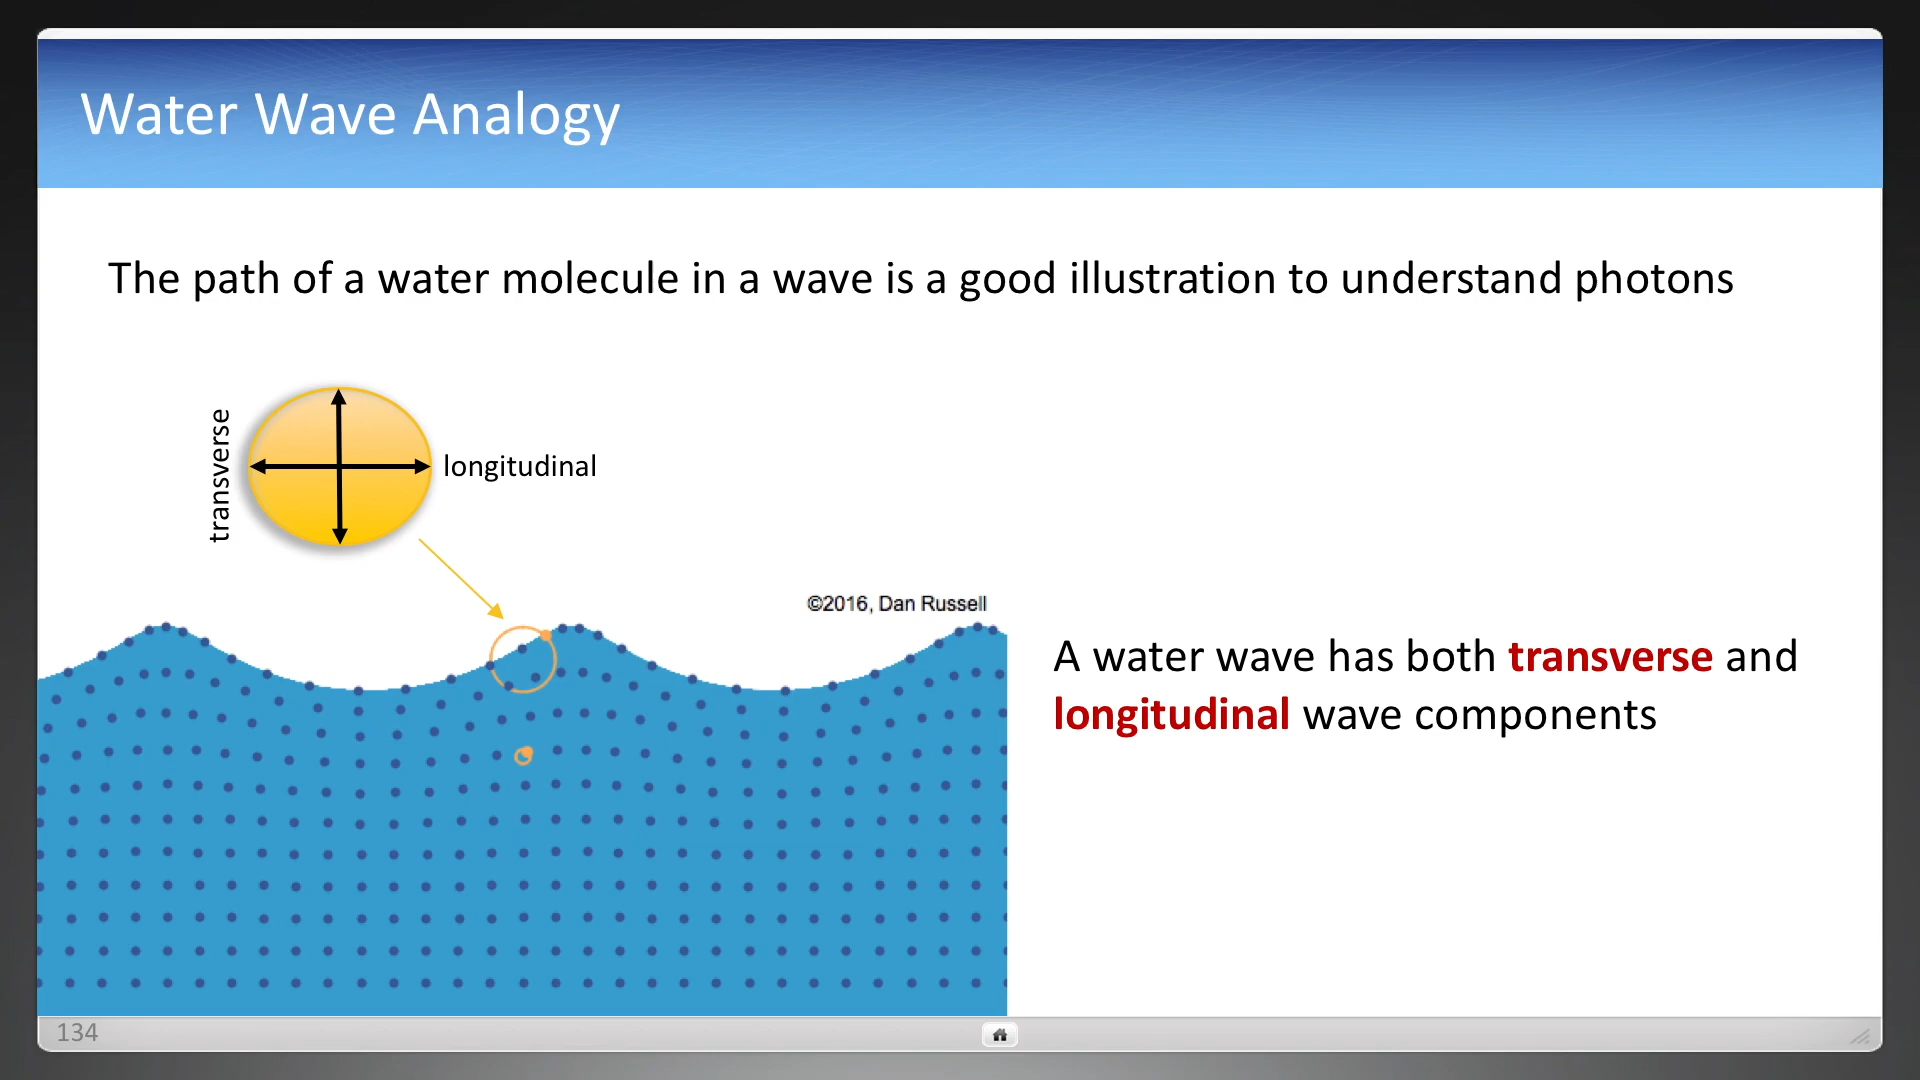 Water Wave Analogy
The path of a water molecule in a wave is a good illustration to understand photons
transverse
longitudinal
©2016, Dan Russell
A water wave has both transverse and
longitudinal wave components
134